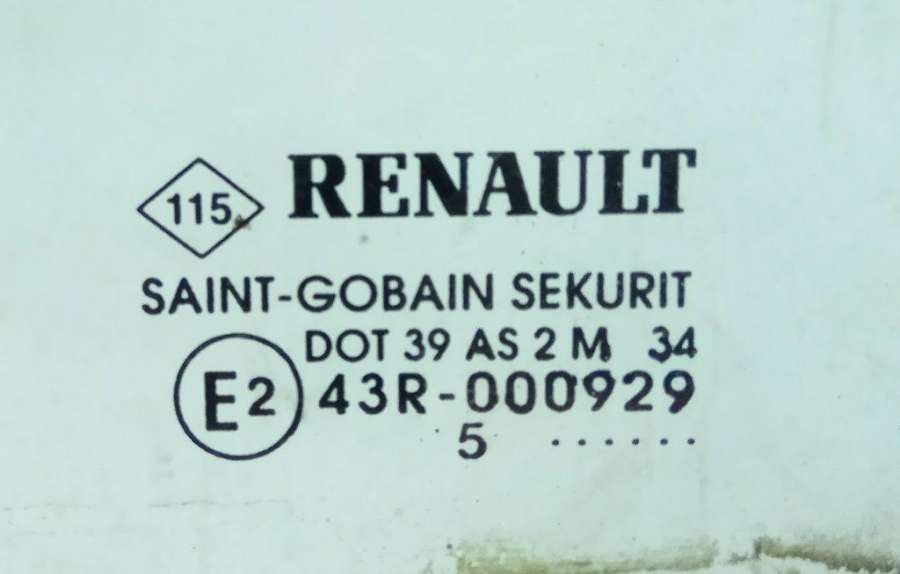 115 RENAULT
SAINT-GOBAIN SEKURIT
DOT 39 AS 2 M 34
E2 43R-000929
5 ······